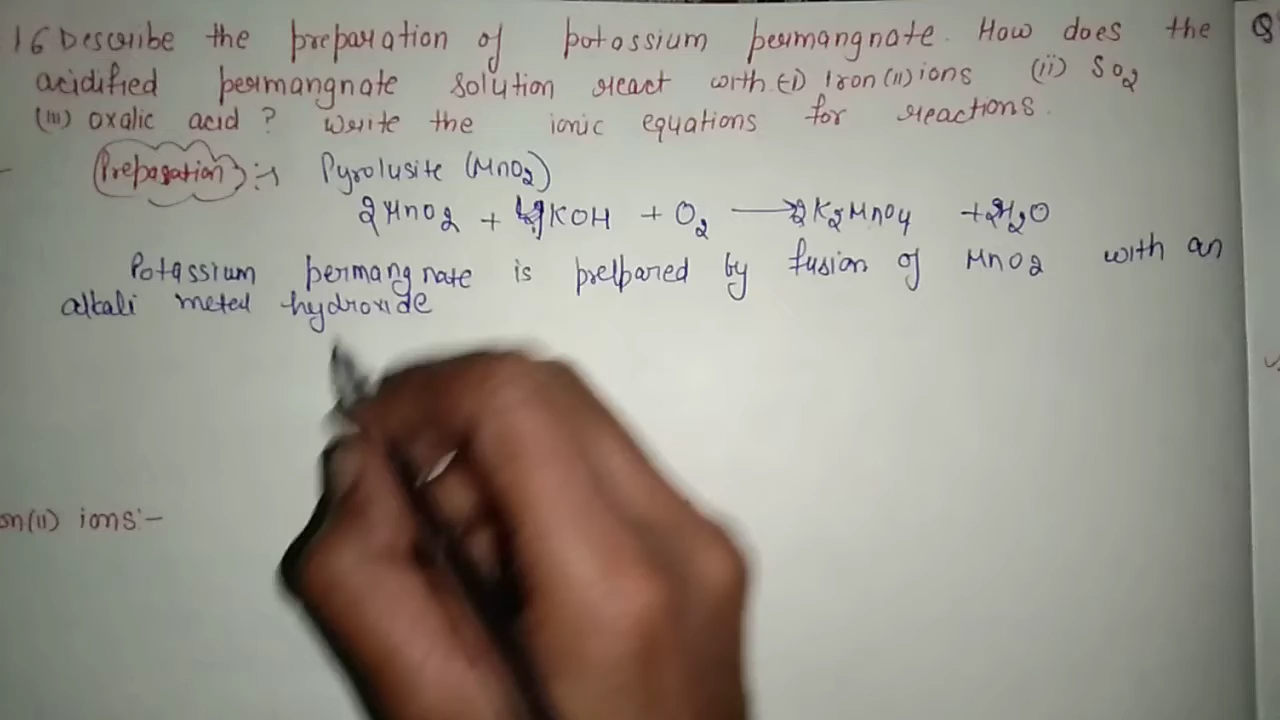 16 Describe the preparation of potassium permangnate. How does the Q
acidified permangnate solution react with (i) Iron (II) ions (ii) SO2
(III) oxalic acid ? Write the ionic equations for reactions.
Preparation :-
Pyrolusite (MnO2)
2MnO2 + 4KOH + O2 → 2K2MnO4 + 2H2O
Potassium permangnate is prelpared by fusion of MnO2 with an
alkali metal hydroxide
on(II) ions:-